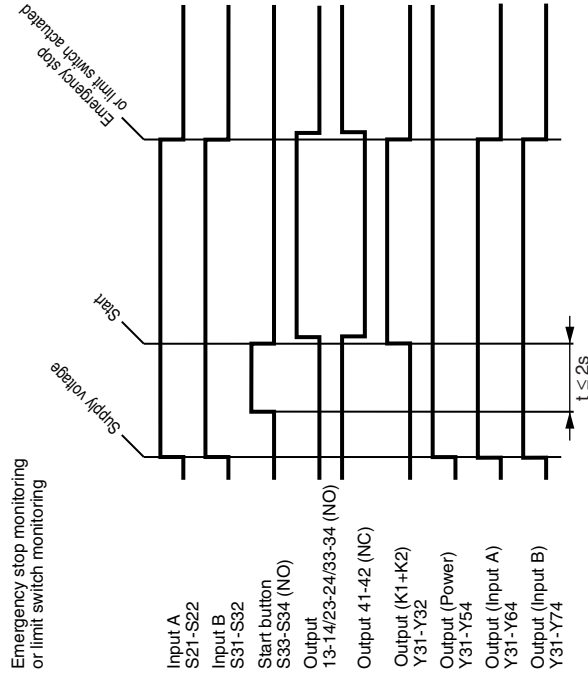 Emergency stop monitoring
or limit switch monitoring
Supply voltage
Start
Emergency stop
or limit switch actuated
Input A
S21-S22
Input B
S31-S32
Start button
S33-S34 (NO)
Output
13-14/23-24/33-34 (NO)
Output 41-42 (NC)
Output (K1+K2)
Y31-Y32
Output (Power)
Y31-Y54
Output (Input A)
Y31-Y64
Output (Input B)
Y31-Y74
t ≤ 2s